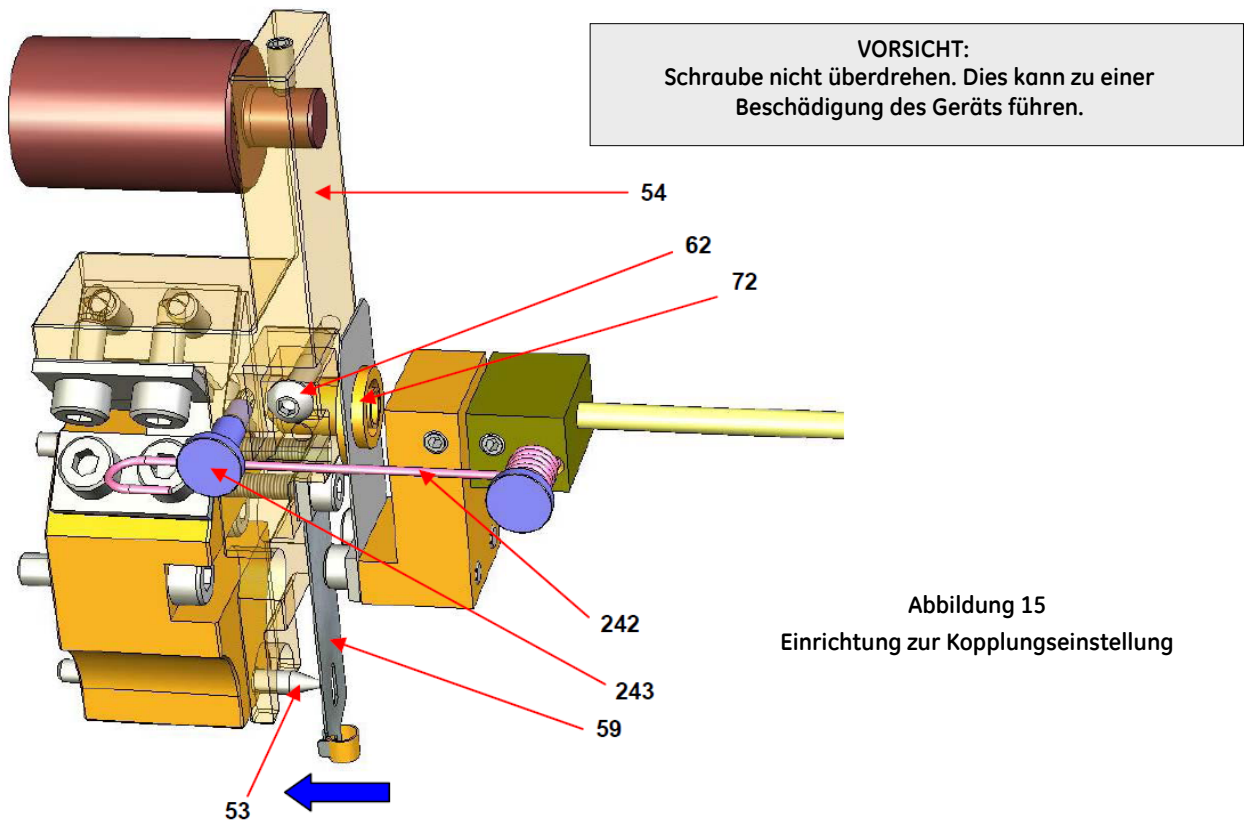 VORSICHT:
Schraube nicht überdrehen. Dies kann zu einer
Beschädigung des Geräts führen.
54
62
72
242
243
59
53
Abbildung 15
Einrichtung zur Kopplungseinstellung